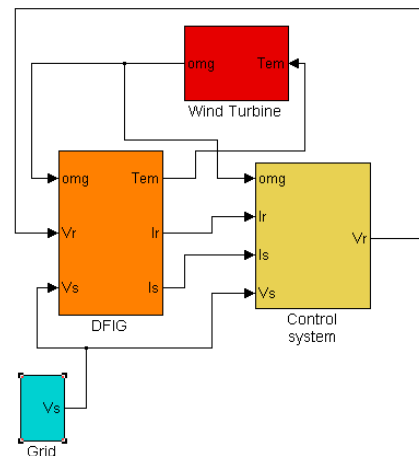 omg Tem
Wind Turbine
omg Tem
Vr Ir
Vs Is
DFIG
omg
Ir
Is
Vs
Vr
Control
system
Vs
Grid